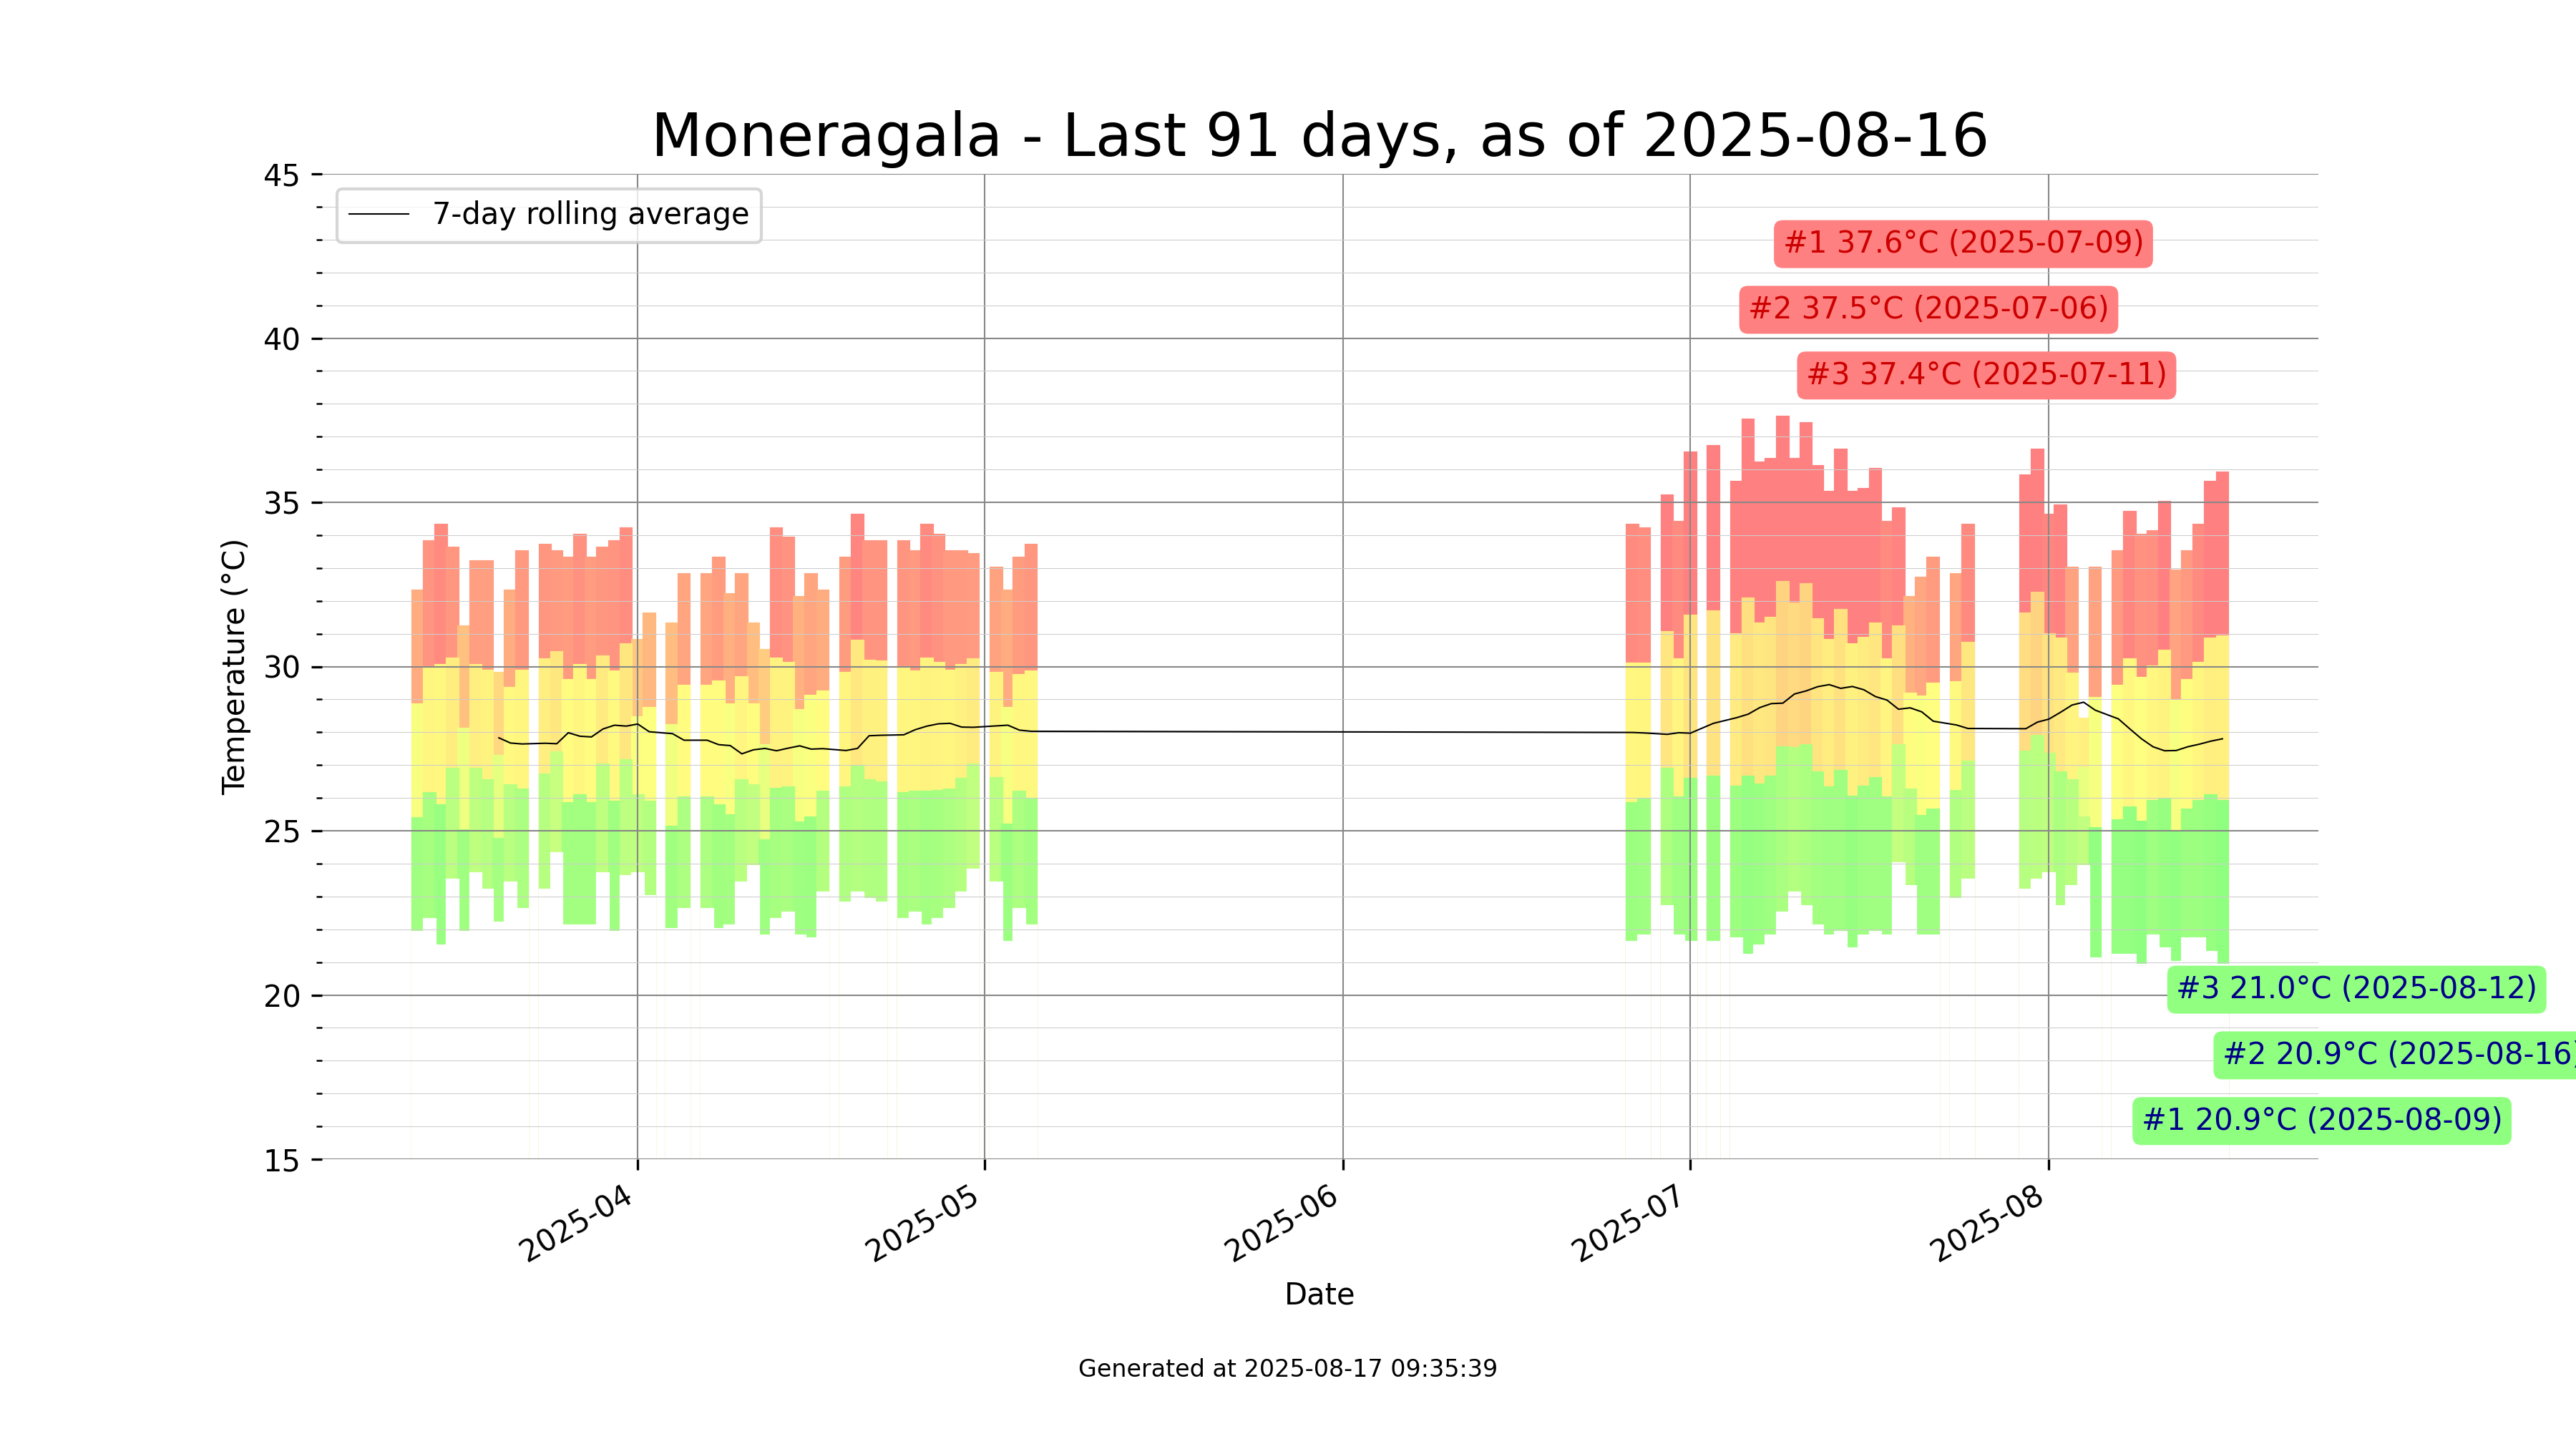 Moneragala - Last 91 days, as of 2025-08-16
45
7-day rolling average
#1 37.6°C (2025-07-09)
#2 37.5°C (2025-07-06)
40
#3 37.4°C (2025-07-11)
35
30
25
20
15
Temperature (°C)
#3 21.0°C (2025-08-12)
#2 20.9°C (2025-08-16)
#1 20.9°C (2025-08-09)
2025-04
2025-05
2025-06
2025-07
2025-08
Date
Generated at 2025-08-17 09:35:39